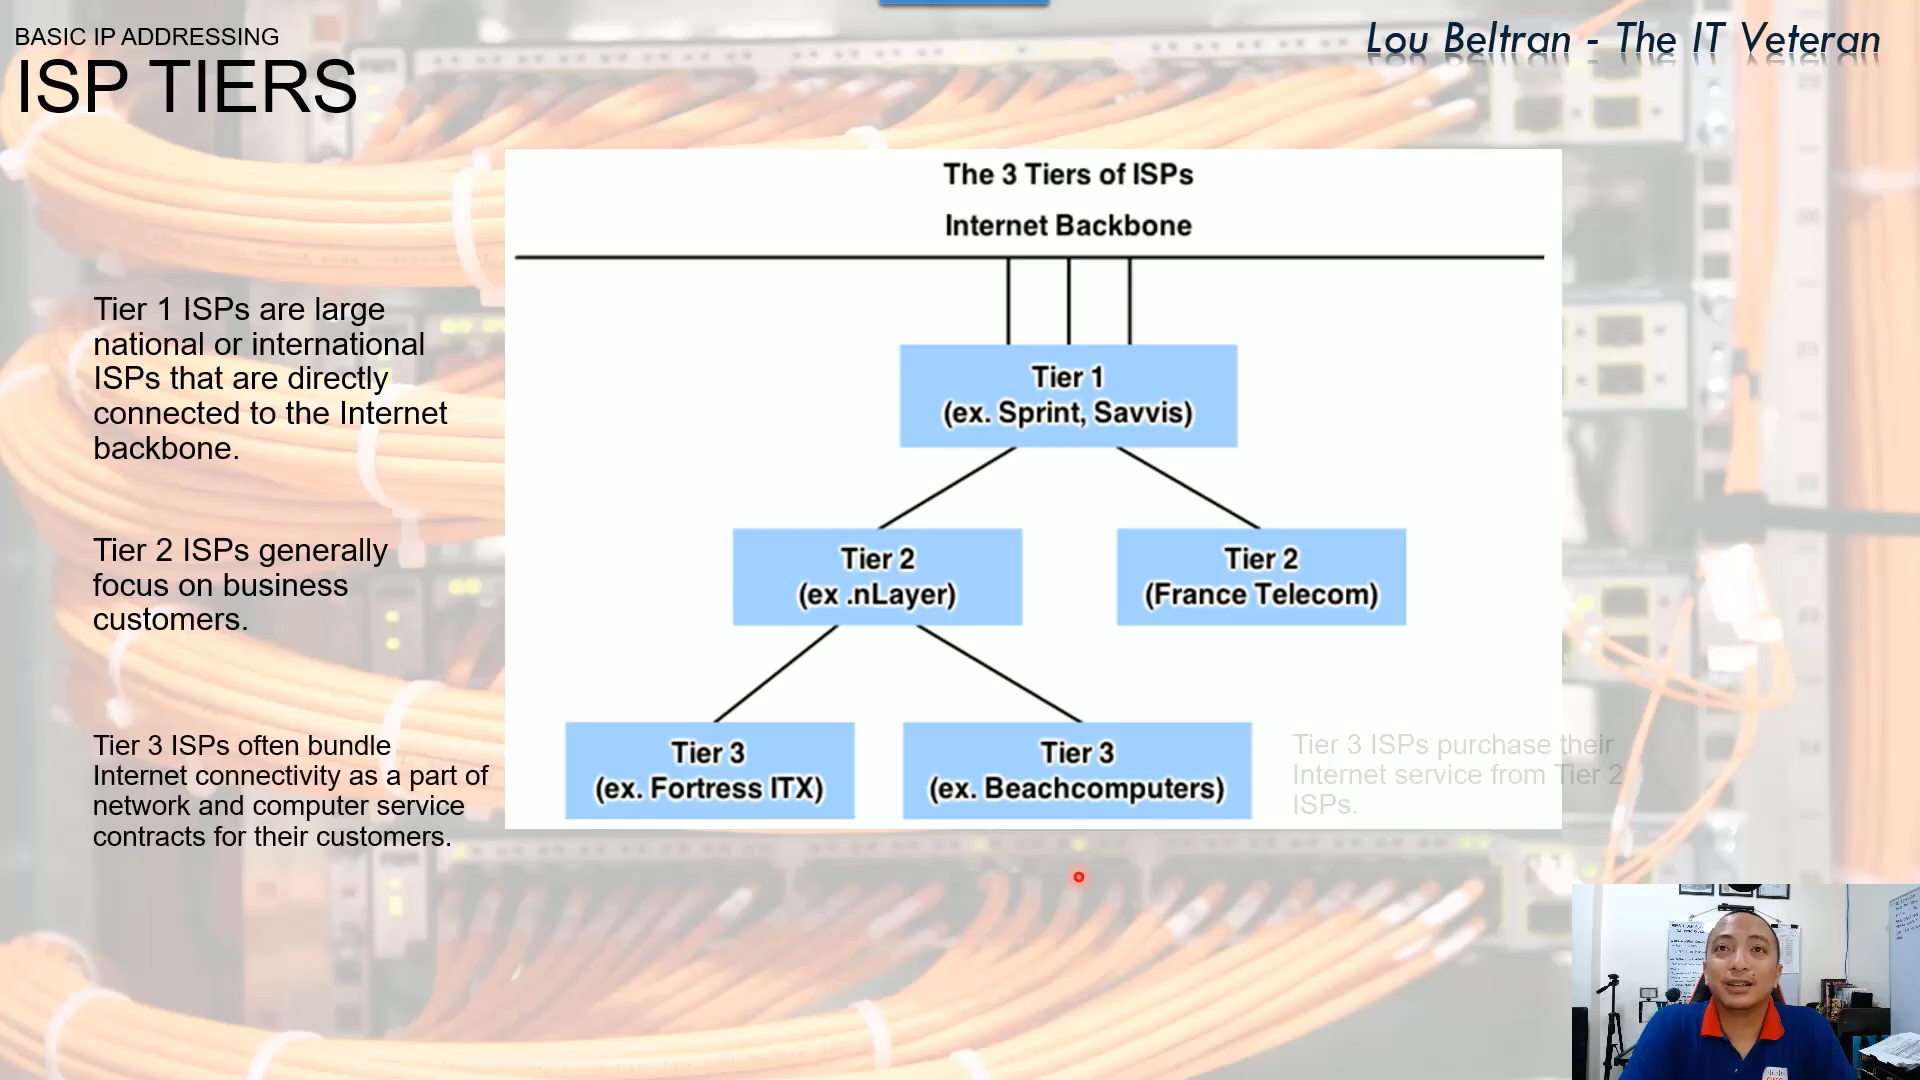 BASIC IP ADDRESSING
ISP TIERS
Lou Beltran - The IT Veteran
The 3 Tiers of ISPs
Internet Backbone
Tier 1
(ex. Sprint, Savvis)
Tier 2
(ex .nLayer)
Tier 2
(France Telecom)
Tier 3
(ex. Fortress ITX)
Tier 3
(ex. Beachcomputers)
Tier 1 ISPs are large
national or international
ISPs that are directly
connected to the Internet
backbone.
Tier 2 ISPs generally
focus on business
customers.
Tier 3 ISPs often bundle
Internet connectivity as a part of
network and computer service
contracts for their customers.
Tier 3 ISPs purchase their
Internet service from Tier 2
ISPs.